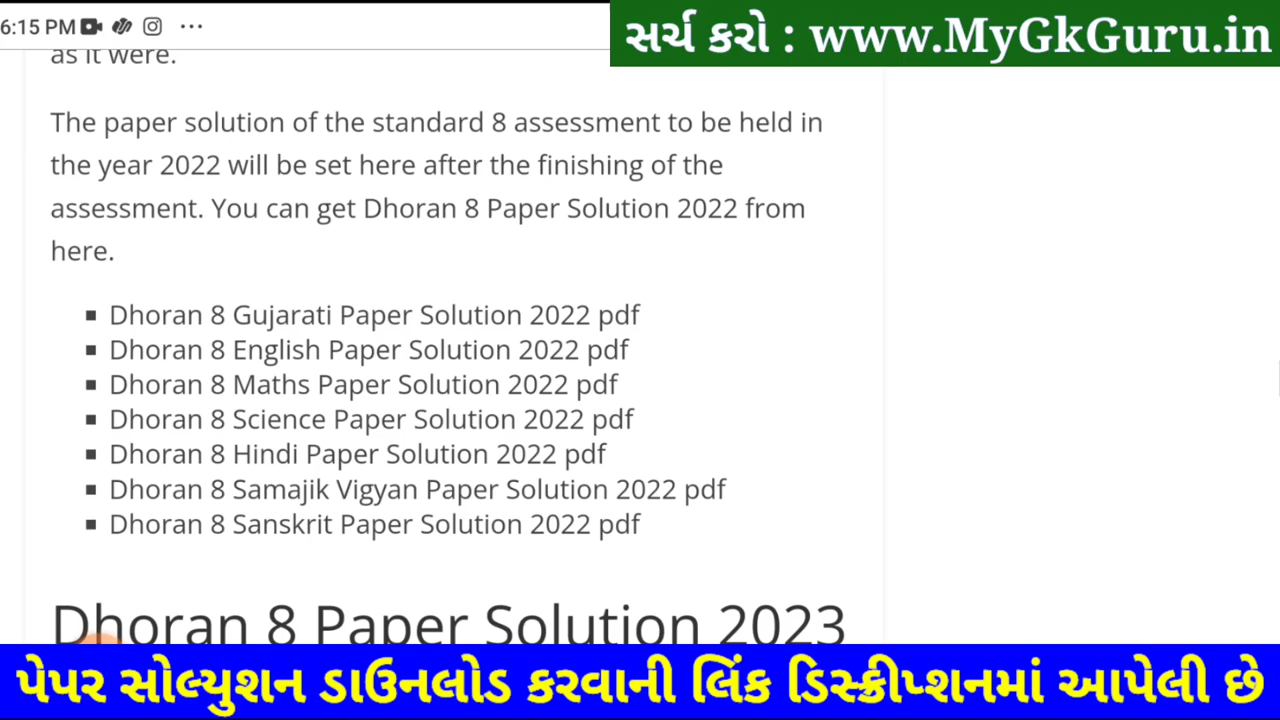 6:15 PM
સર્ચ કરો : www.MyGkGuru.in
as it were.
The paper solution of the standard 8 assessment to be held in
the year 2022 will be set here after the finishing of the
assessment. You can get Dhoran 8 Paper Solution 2022 from
here.
▪ Dhoran 8 Gujarati Paper Solution 2022 pdf
▪ Dhoran 8 English Paper Solution 2022 pdf
▪ Dhoran 8 Maths Paper Solution 2022 pdf
▪ Dhoran 8 Science Paper Solution 2022 pdf
▪ Dhoran 8 Hindi Paper Solution 2022 pdf
▪ Dhoran 8 Samajik Vigyan Paper Solution 2022 pdf
▪ Dhoran 8 Sanskrit Paper Solution 2022 pdf
Dhoran 8 Paper Solution 2023
પેપર સોલ્યુશન ડાઉનલોડ કરવાની લિંક ડિસ્ક્રીપ્શનમાં આપેલી છે